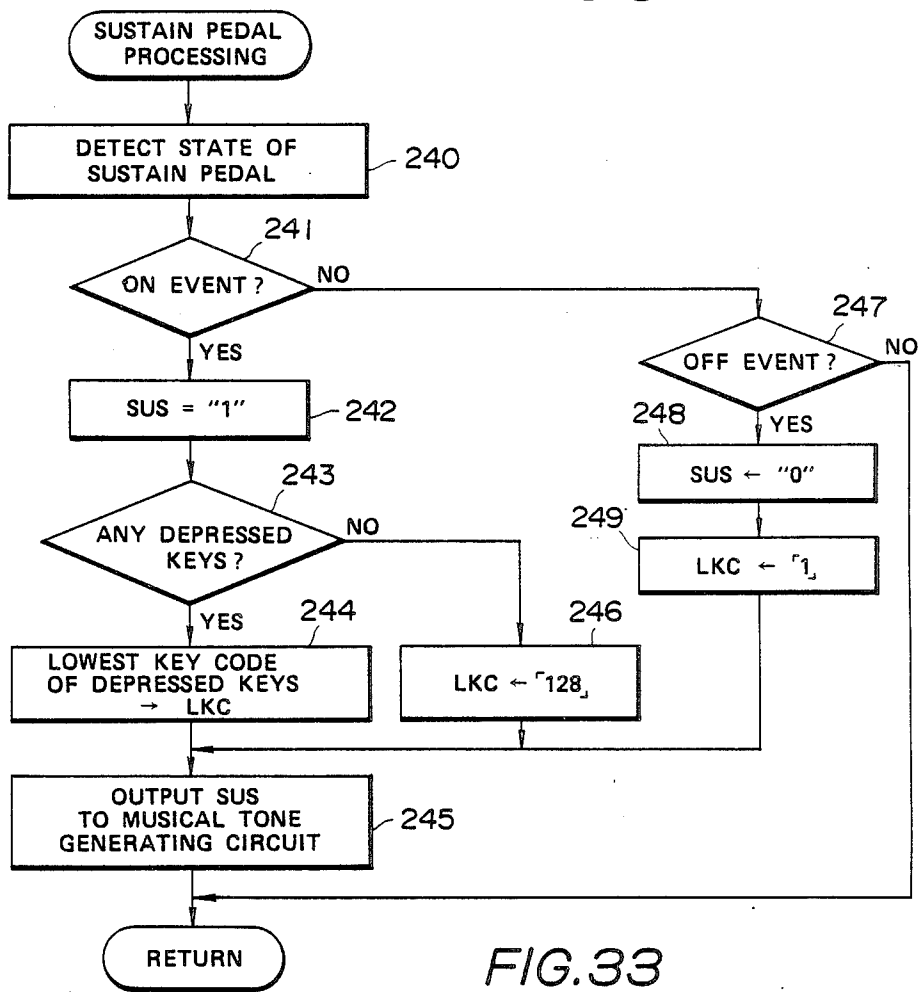 SUSTAIN PEDAL
PROCESSING
DETECT STATE OF
SUSTAIN PEDAL
240
241
ON EVENT?
NO
YES
247
OFF EVENT?
NO
YES
SUS = "1"
242
248
SUS ← "0"
243
ANY DEPRESSED
KEYS?
NO
YES
249
LKC ← ｢1｣
244
LOWEST KEY CODE
OF DEPRESSED KEYS
→ LKC
246
LKC ← ｢128｣
OUTPUT SUS
TO MUSICAL TONE
GENERATING CIRCUIT
245
RETURN
FIG.33